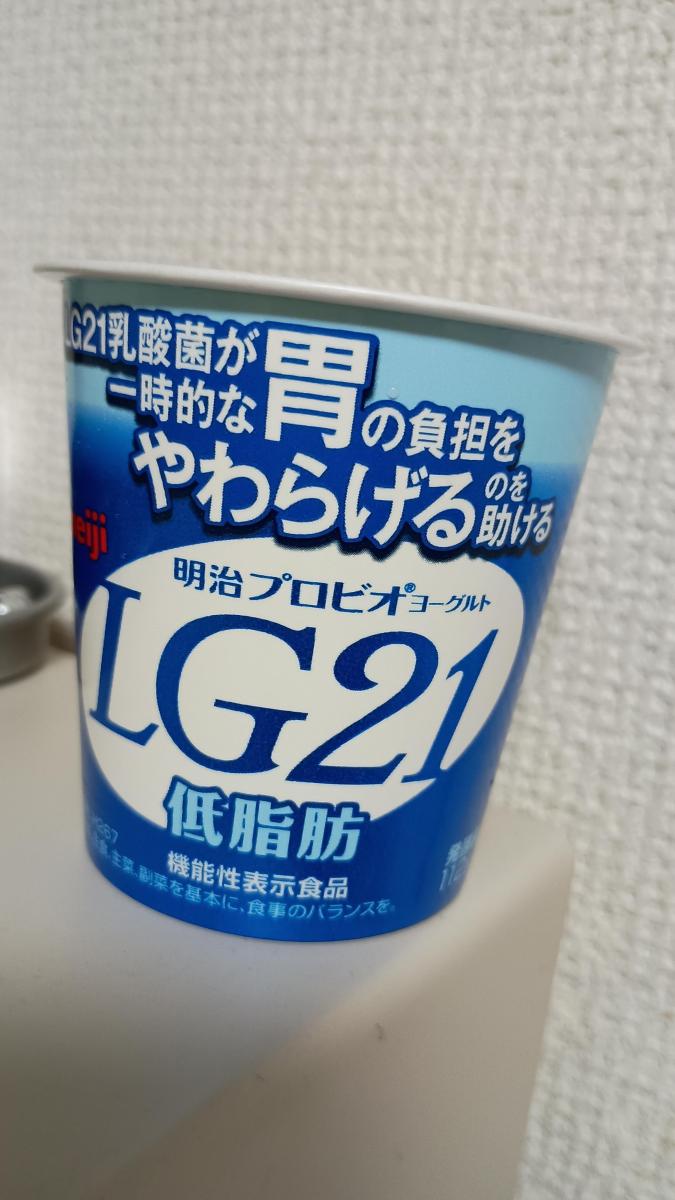 LG21乳酸菌が
一時的な胃の負担を
やわらげるのを
助ける
meiji
明治プロビオ®ヨーグルト
LG21
低脂肪
機能性表示食品
主菜、副菜を基本に、食事のバランスを。